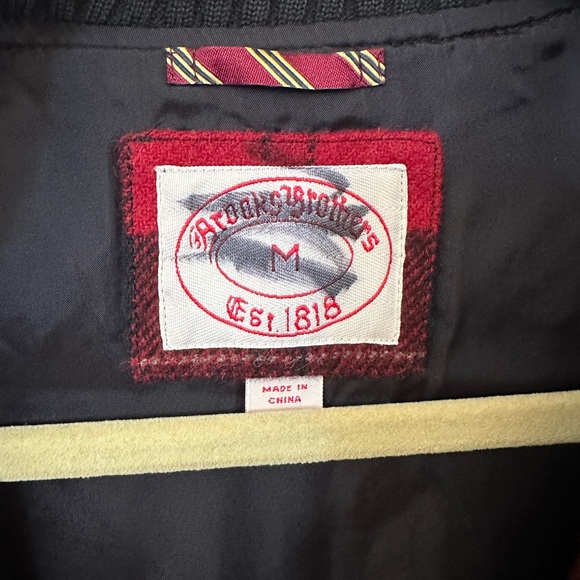 Brooks Brothers
M
Est. 1818
MADE IN
CHINA